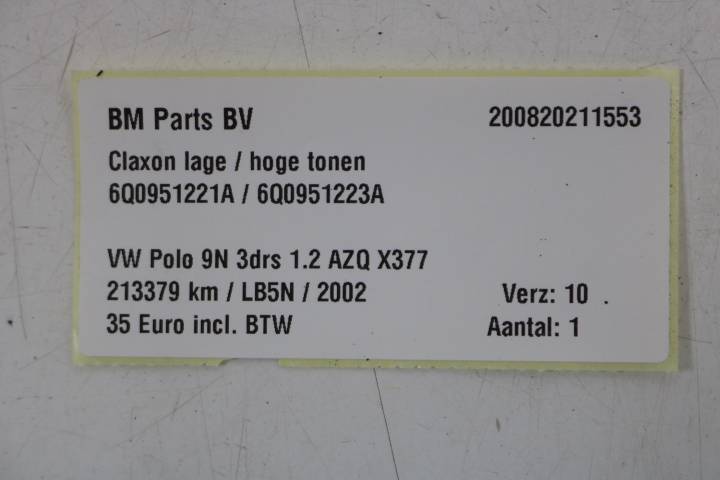 BM Parts BV 200820211553
Claxon lage / hoge tonen
6Q0951221A / 6Q0951223A
VW Polo 9N 3drs 1.2 AZQ X377
213379 km / LB5N / 2002 Verz: 10 .
35 Euro incl. BTW Aantal: 1